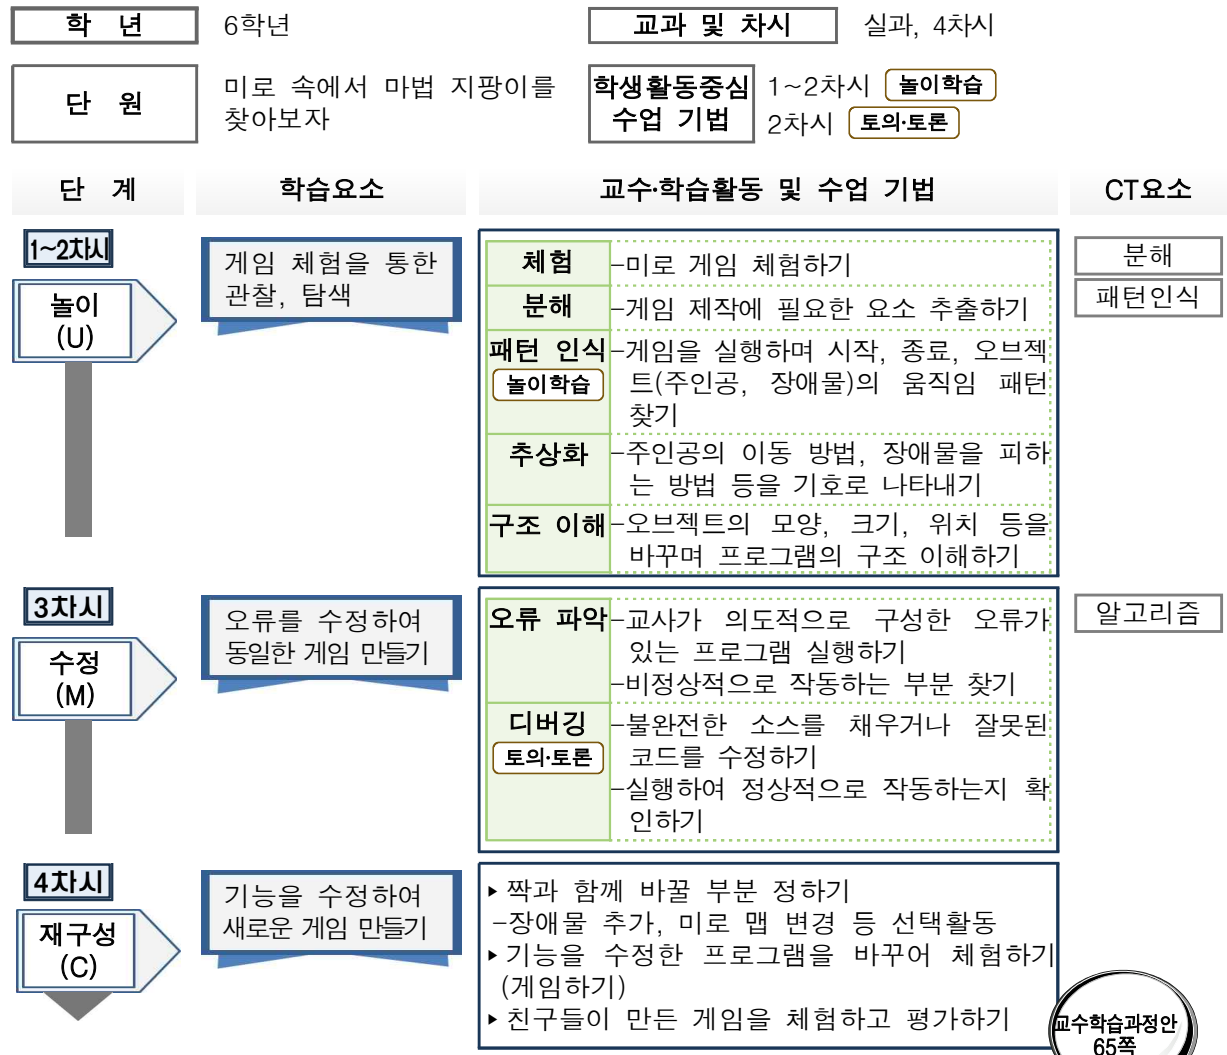 학 년 6학년 교과 및 차시 실과, 4차시
단 원 미로 속에서 마법 지팡이를
찾아보자
학생활동중심
수업 기법
1~2차시 놀이학습
2차시 토의·토론
단 계 학습요소 교수·학습활동 및 수업 기법 CT요소
1~2차시
놀이
(U)
게임 체험을 통한
관찰, 탐색
체험 -미로 게임 체험하기
분해 -게임 제작에 필요한 요소 추출하기
패턴 인식 -게임을 실행하며 시작, 종료, 오브젝
놀이학습 트(주인공, 장애물)의 움직임 패턴
찾기
추상화 -주인공의 이동 방법, 장애물을 피하
는 방법 등을 기호로 나타내기
구조 이해 -오브젝트의 모양, 크기, 위치 등을
바꾸며 프로그램의 구조 이해하기
분해
패턴인식
3차시
수정
(M)
오류를 수정하여
동일한 게임 만들기
오류 파악 -교사가 의도적으로 구성한 오류가
있는 프로그램 실행하기
-비정상적으로 작동하는 부분 찾기
디버깅 -불완전한 소스를 채우거나 잘못된
토의·토론 코드를 수정하기
-실행하여 정상적으로 작동하는지 확
인하기
알고리즘
4차시
재구성
(C)
기능을 수정하여
새로운 게임 만들기
▸짝과 함께 바꿀 부분 정하기
-장애물 추가, 미로 맵 변경 등 선택활동
▸기능을 수정한 프로그램을 바꾸어 체험하기
(게임하기)
▸친구들이 만든 게임을 체험하고 평가하기
교수학습과정안
65쪽